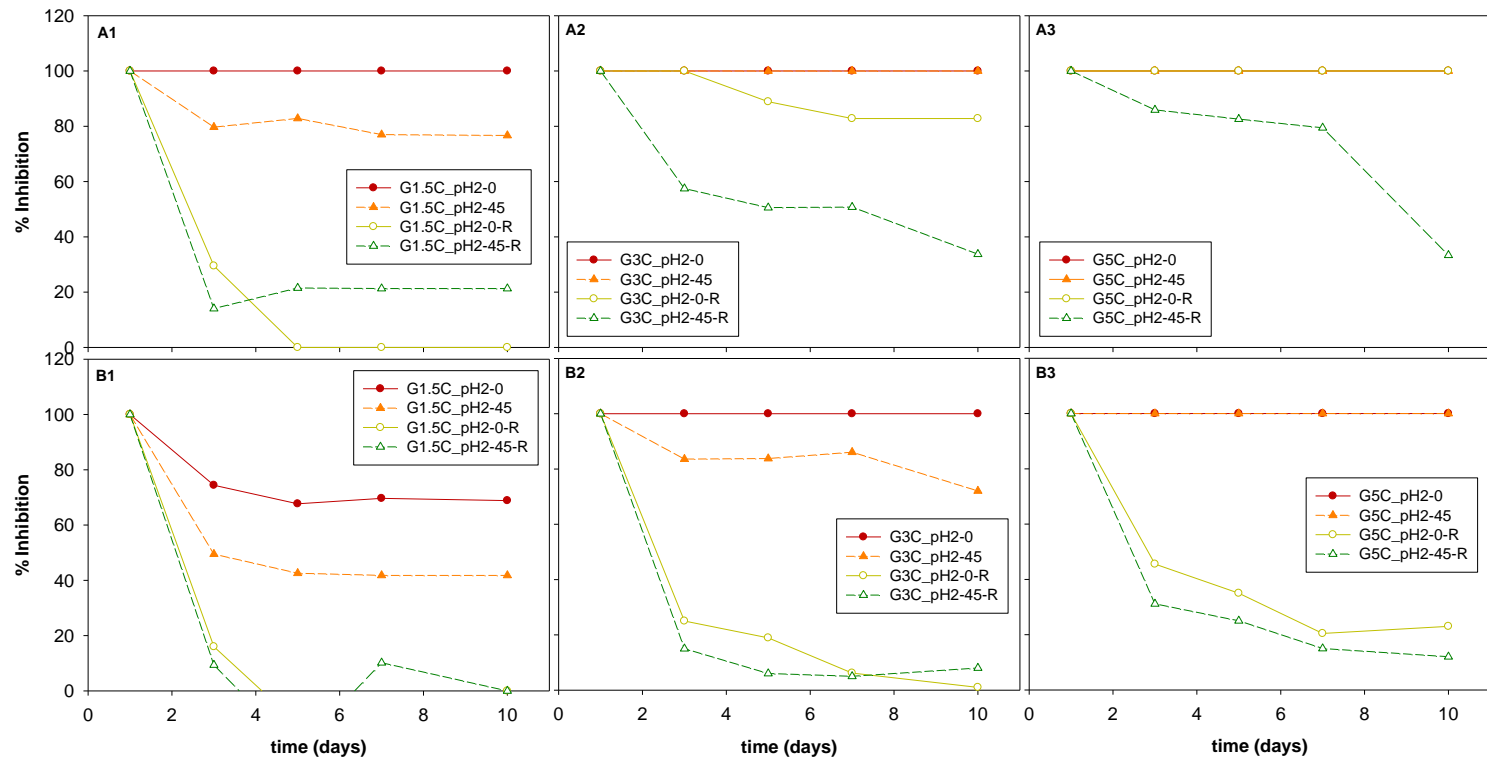 120
100
80
60
40
20
0
% Inhibition
A1
G1.5C_pH2-0
G1.5C_pH2-45
G1.5C_pH2-0-R
G1.5C_pH2-45-R
A2
G3C_pH2-0
G3C_pH2-45
G3C_pH2-0-R
G3C_pH2-45-R
A3
G5C_pH2-0
G5C_pH2-45
G5C_pH2-0-R
G5C_pH2-45-R
120
100
80
60
40
20
0
% Inhibition
B1
G1.5C_pH2-0
G1.5C_pH2-45
G1.5C_pH2-0-R
G1.5C_pH2-45-R
0 2 4 6 8 10
time (days)
B2
G3C_pH2-0
G3C_pH2-45
G3C_pH2-0-R
G3C_pH2-45-R
0 2 4 6 8 10
time (days)
B3
G5C_pH2-0
G5C_pH2-45
G5C_pH2-0-R
G5C_pH2-45-R
0 2 4 6 8 10
time (days)